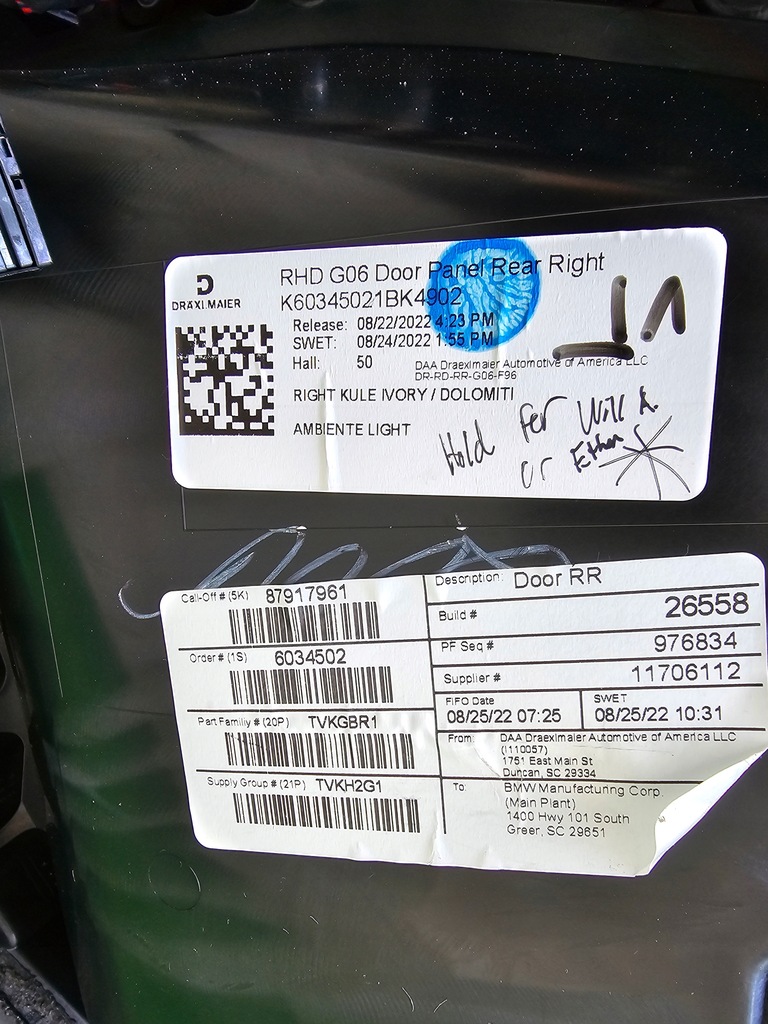 DRÄXLMAIER
RHD G06 Door Panel Rear Right
K60345021BK4902
Release: 08/22/2022 4:23 PM
SWET: 08/24/2022 1:55 PM
Hall: 50
DAA Draexlmaier Automotive of America LLC
DR-RD-RR-G06-F96
RIGHT KULE IVORY / DOLOMITI
AMBIENTE LIGHT
Hold for Will A.
or Ethan
Call-Off # (5K) 87917961
Order# (1S) 6034502
Part Familiy # (20P) TVKGBR1
Supply Group # (21P) TVKH2G1
Description: Door RR
Build # 26558
PF Seq # 976834
Supplier # 11706112
FIFO Date
08/25/22 07:25
SWET
08/25/22 10:31
From: DAA Draexlmaier Automotive of America LLC
(I110057)
1751 East Main St
Duncan, SC 29334
To: BMW Manufacturing Corp.
(Main Plant)
1400 Hwy 101 South
Greer, SC 29651